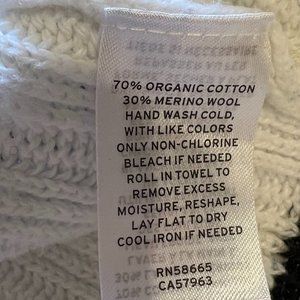 70% ORGANIC COTTON
30% MERINO WOOL
HAND WASH COLD,
WITH LIKE COLORS
ONLY NON-CHLORINE
BLEACH IF NEEDED
ROLL IN TOWEL TO
REMOVE EXCESS
MOISTURE, RESHAPE,
LAY FLAT TO DRY
COOL IRON IF NEEDED
RN58665
CA57963